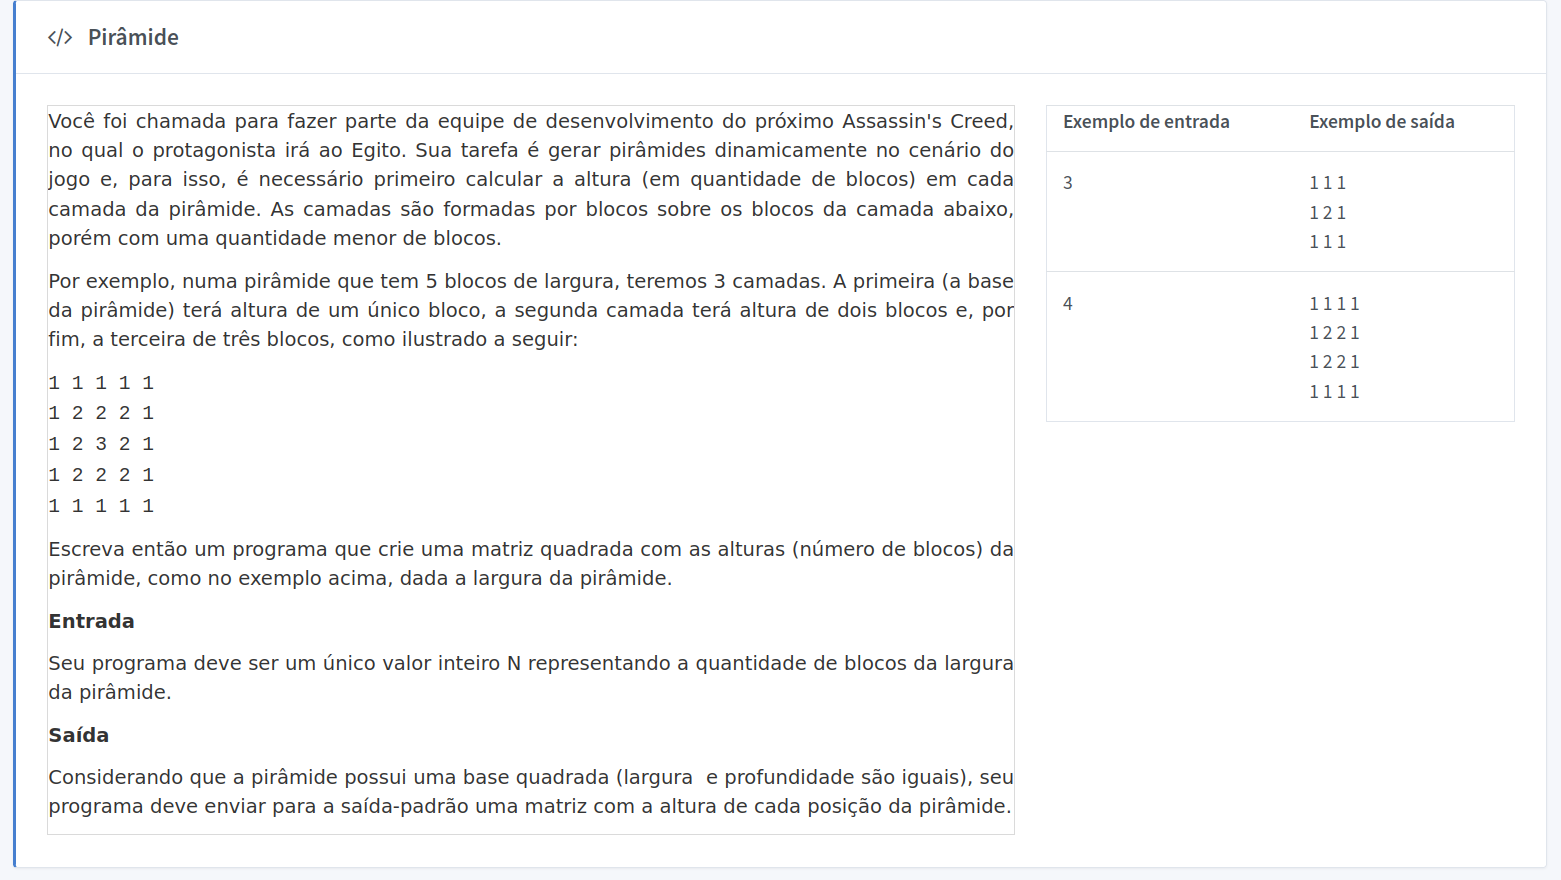 </> Pirâmide
Você foi chamada para fazer parte da equipe de desenvolvimento do próximo Assassin's Creed,
no qual o protagonista irá ao Egito. Sua tarefa é gerar pirâmides dinamicamente no cenário do
jogo e, para isso, é necessário primeiro calcular a altura (em quantidade de blocos) em cada
camada da pirâmide. As camadas são formadas por blocos sobre os blocos da camada abaixo,
porém com uma quantidade menor de blocos.
Por exemplo, numa pirâmide que tem 5 blocos de largura, teremos 3 camadas. A primeira (a base
da pirâmide) terá altura de um único bloco, a segunda camada terá altura de dois blocos e, por
fim, a terceira de três blocos, como ilustrado a seguir:
1 1 1 1 1
1 2 2 2 1
1 2 3 2 1
1 2 2 2 1
1 1 1 1 1
Escreva então um programa que crie uma matriz quadrada com as alturas (número de blocos) da
pirâmide, como no exemplo acima, dada a largura da pirâmide.
Entrada
Seu programa deve ser um único valor inteiro N representando a quantidade de blocos da largura
da pirâmide.
Saída
Considerando que a pirâmide possui uma base quadrada (largura  e profundidade são iguais), seu
programa deve enviar para a saída-padrão uma matriz com a altura de cada posição da pirâmide.
Exemplo de entrada Exemplo de saída
3 1 1 1
1 2 1
1 1 1
4 1 1 1 1
1 2 2 1
1 2 2 1
1 1 1 1